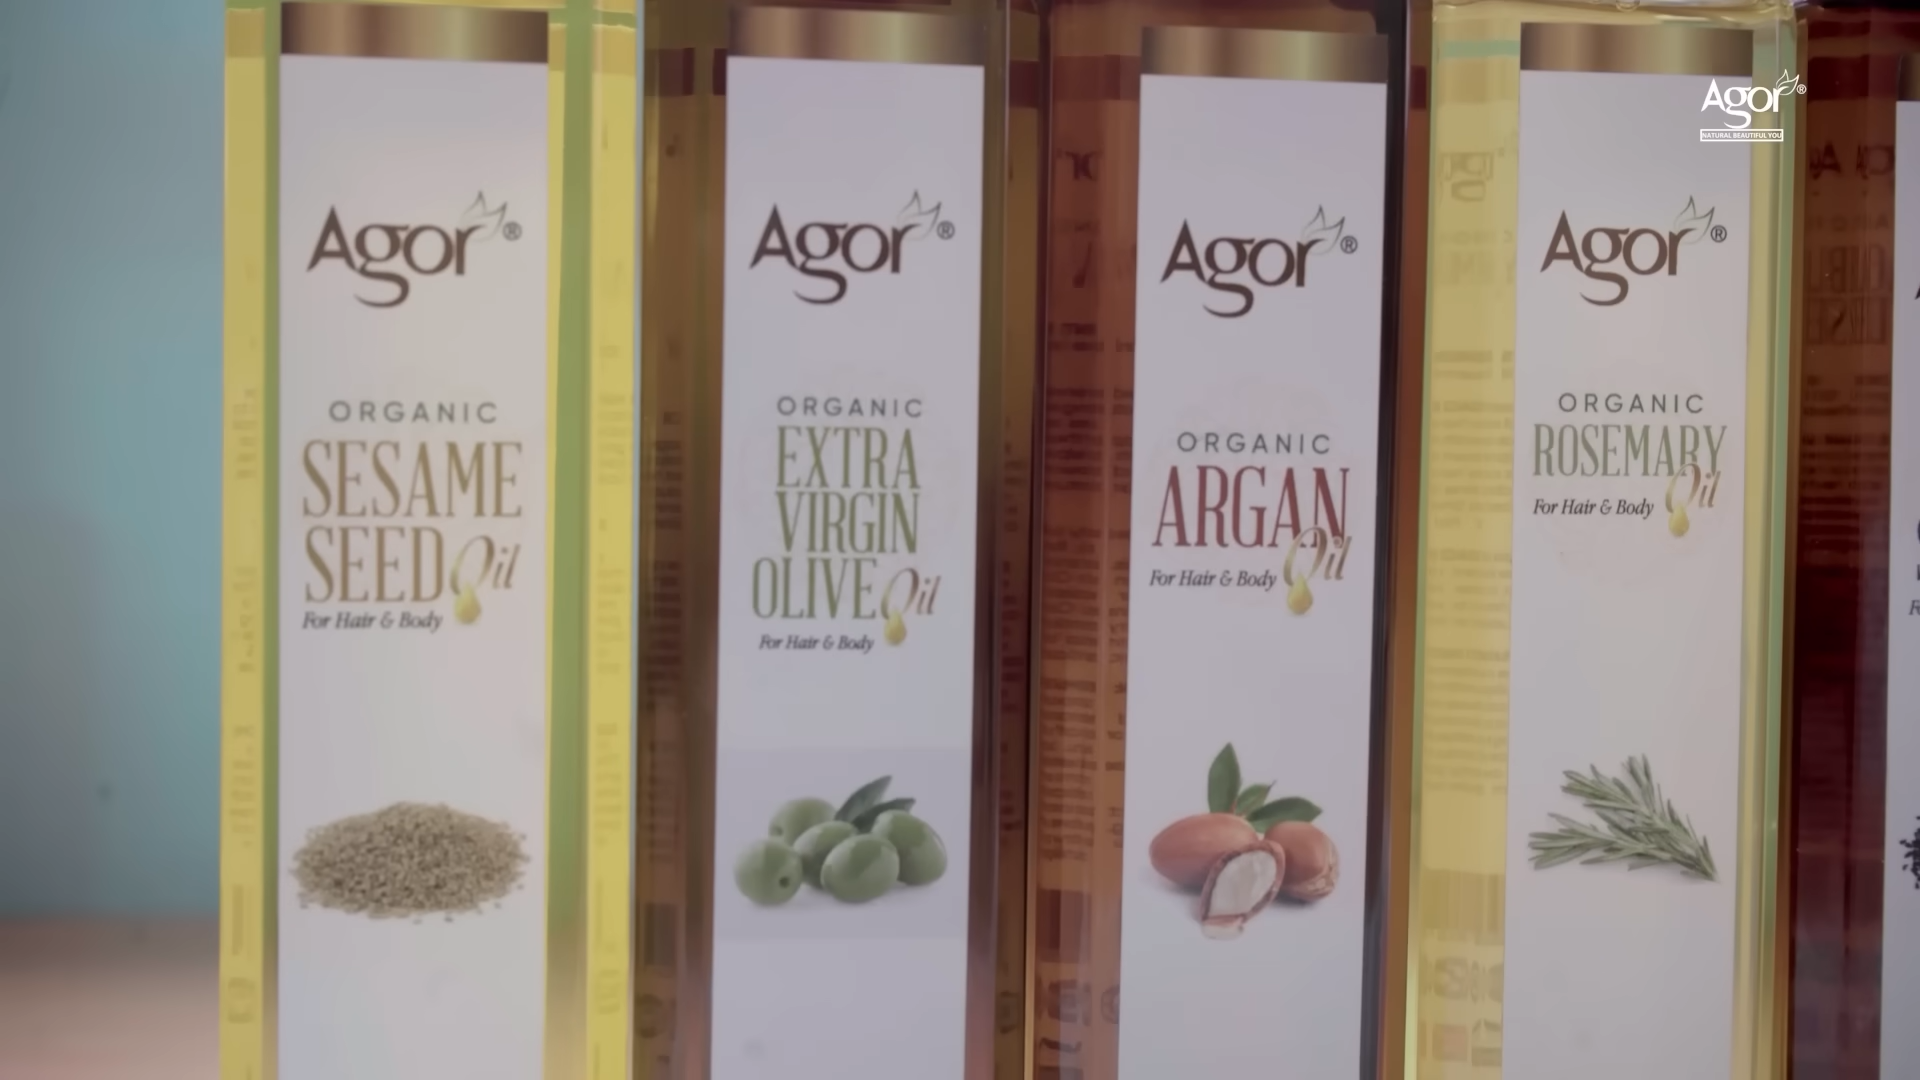 Agor®
ORGANIC
SESAME
SEED Oil
For Hair & Body
Agor®
ORGANIC
EXTRA
VIRGIN
OLIVE Oil
For Hair & Body
Agor®
ORGANIC
ARGAN
Oil
For Hair & Body
Agor®
ORGANIC
ROSEMARY
Oil
For Hair & Body
Agor®
NATURAL BEAUTIFUL YOU